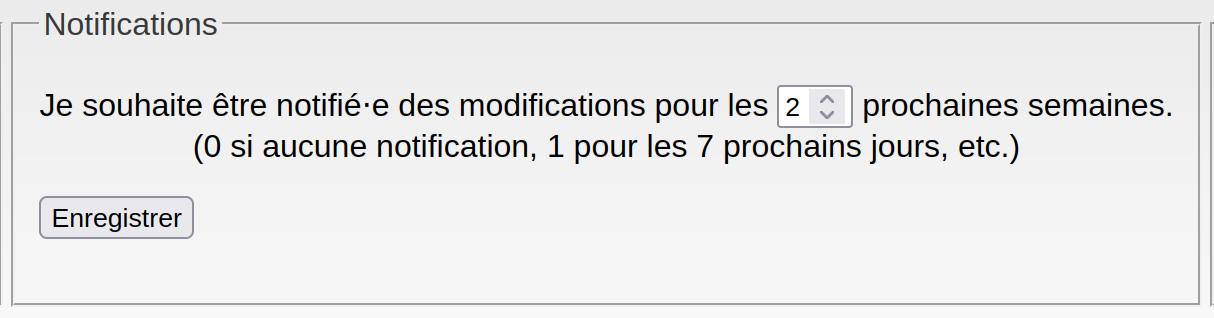 Notifications
Je souhaite être notifié·e des modifications pour les 2 prochaines semaines.
(0 si aucune notification, 1 pour les 7 prochains jours, etc.)
Enregistrer